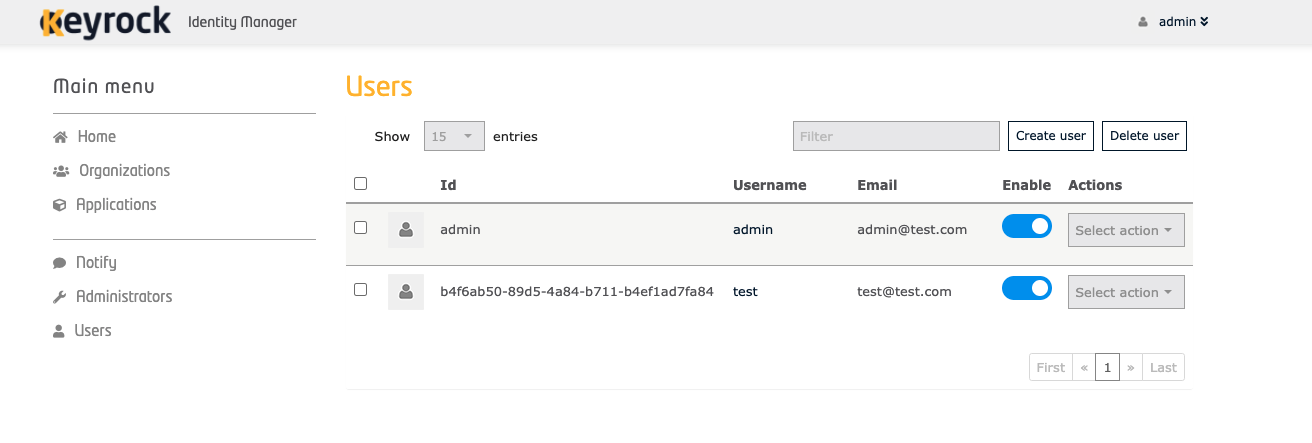 Keyrock Identity Manager admin
Main menu
Home
Organizations
Applications
Notify
Administrators
Users
Users
Show 15 entries Filter Create user Delete user
Id Username Email Enable Actions
admin admin admin@test.com Select action
b4f6ab50-89d5-4a84-b711-b4ef1ad7fa84 test test@test.com Select action
First « 1 » Last